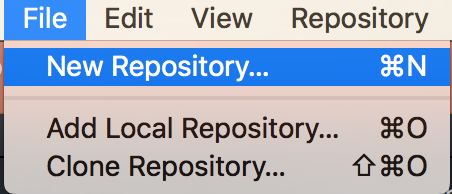 File Edit View Repository
New Repository... ⌘N
Add Local Repository... ⌘O
Clone Repository... ⇧⌘O